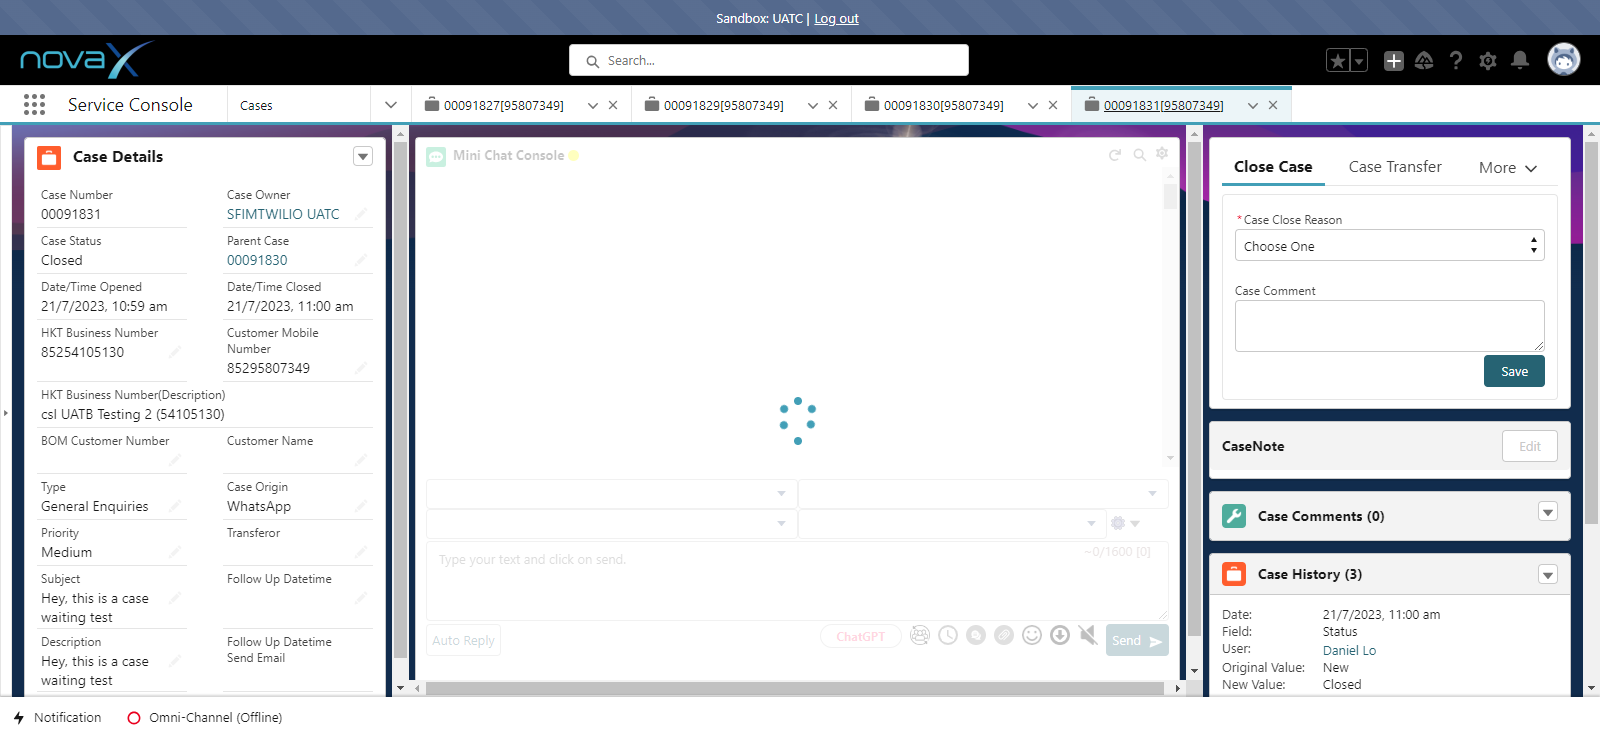 Sandbox: UATC | Log out
novaX
Search...
Service Console
Cases
00091827[95807349]
00091829[95807349]
00091830[95807349]
00091831[95807349]
Case Details
Case Number
00091831
Case Owner
SFIMTWILIO UATC
Case Status
Closed
Parent Case
00091830
Date/Time Opened
21/7/2023, 10:59 am
Date/Time Closed
21/7/2023, 11:00 am
HKT Business Number
85254105130
Customer Mobile
Number
85295807349
HKT Business Number(Description)
csl UATB Testing 2 (54105130)
BOM Customer Number
Customer Name
Type
General Enquiries
Case Origin
WhatsApp
Priority
Medium
Transferor
Subject
Hey, this is a case
waiting test
Follow Up Datetime
Description
Hey, this is a case
waiting test
Follow Up Datetime
Send Email
Mini Chat Console
Type your text and click on send.
~0/1600 [0]
Auto Reply
ChatGPT
Send
Close Case
Case Transfer
More
*Case Close Reason
Choose One
Case Comment
Save
CaseNote
Edit
Case Comments (0)
Case History (3)
Date: 21/7/2023, 11:00 am
Field: Status
User: Daniel Lo
Original Value: New
New Value: Closed
Notification
Omni-Channel (Offline)